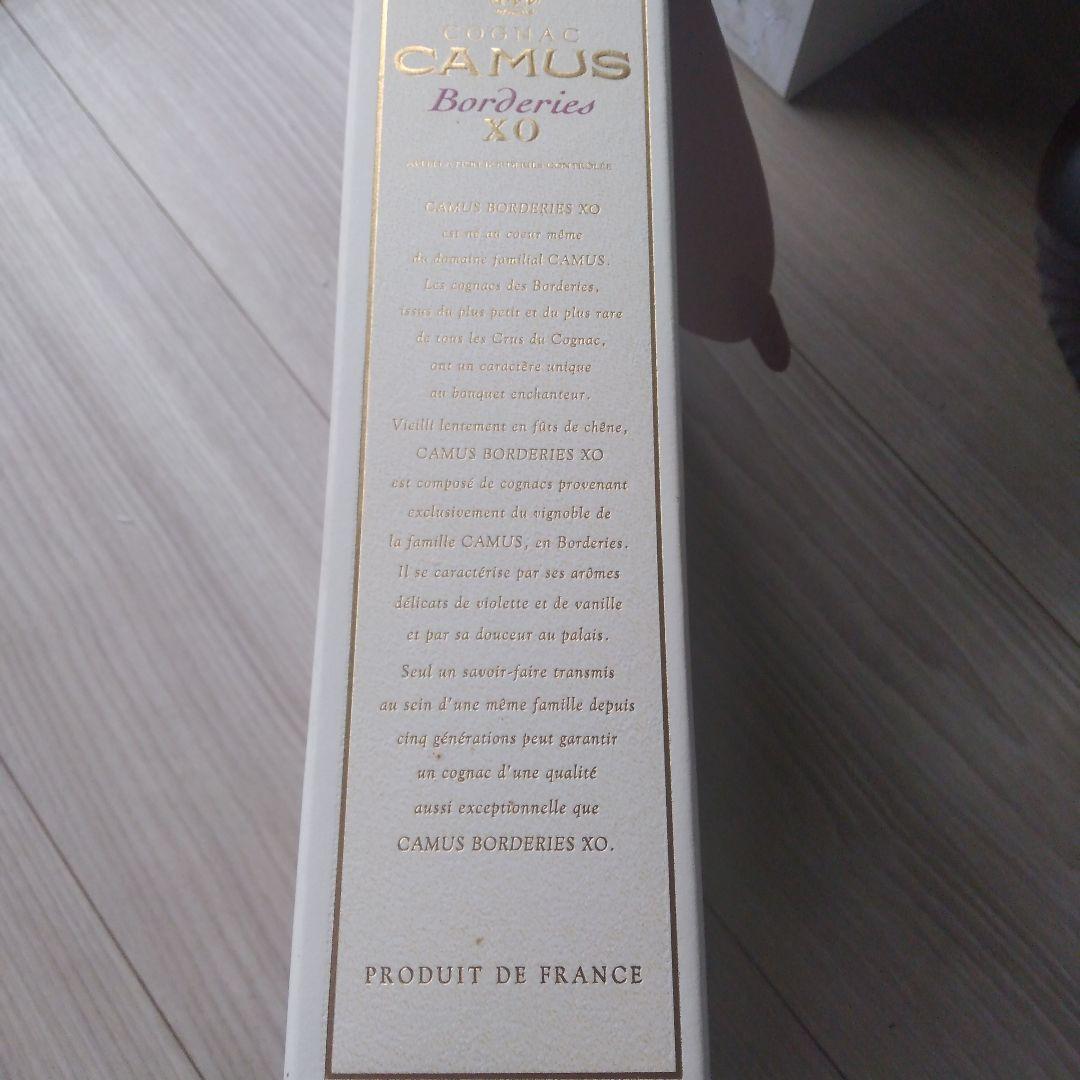 COGNAC
CAMUS
Borderies
XO
APPELLATION COGNAC CONTRÔLÉE
CAMUS BORDERIES XO
est né au coeur même
du domaine familial CAMUS.
Les cognacs des Borderies,
issus du plus petit et du plus rare
de tous les Crus du Cognac,
ont un caractère unique
au bouquet enchanteur.
Vieilli lentement en fûts de chêne,
CAMUS BORDERIES XO
est composé de cognacs provenant
exclusivement du vignoble de
la famille CAMUS, en Borderies.
Il se caractérise par ses arômes
délicats de violette et de vanille
et par sa douceur au palais.
Seul un savoir-faire transmis
au sein d'une même famille depuis
cinq générations peut garantir
un cognac d'une qualité
aussi exceptionnelle que
CAMUS BORDERIES XO.
PRODUIT DE FRANCE